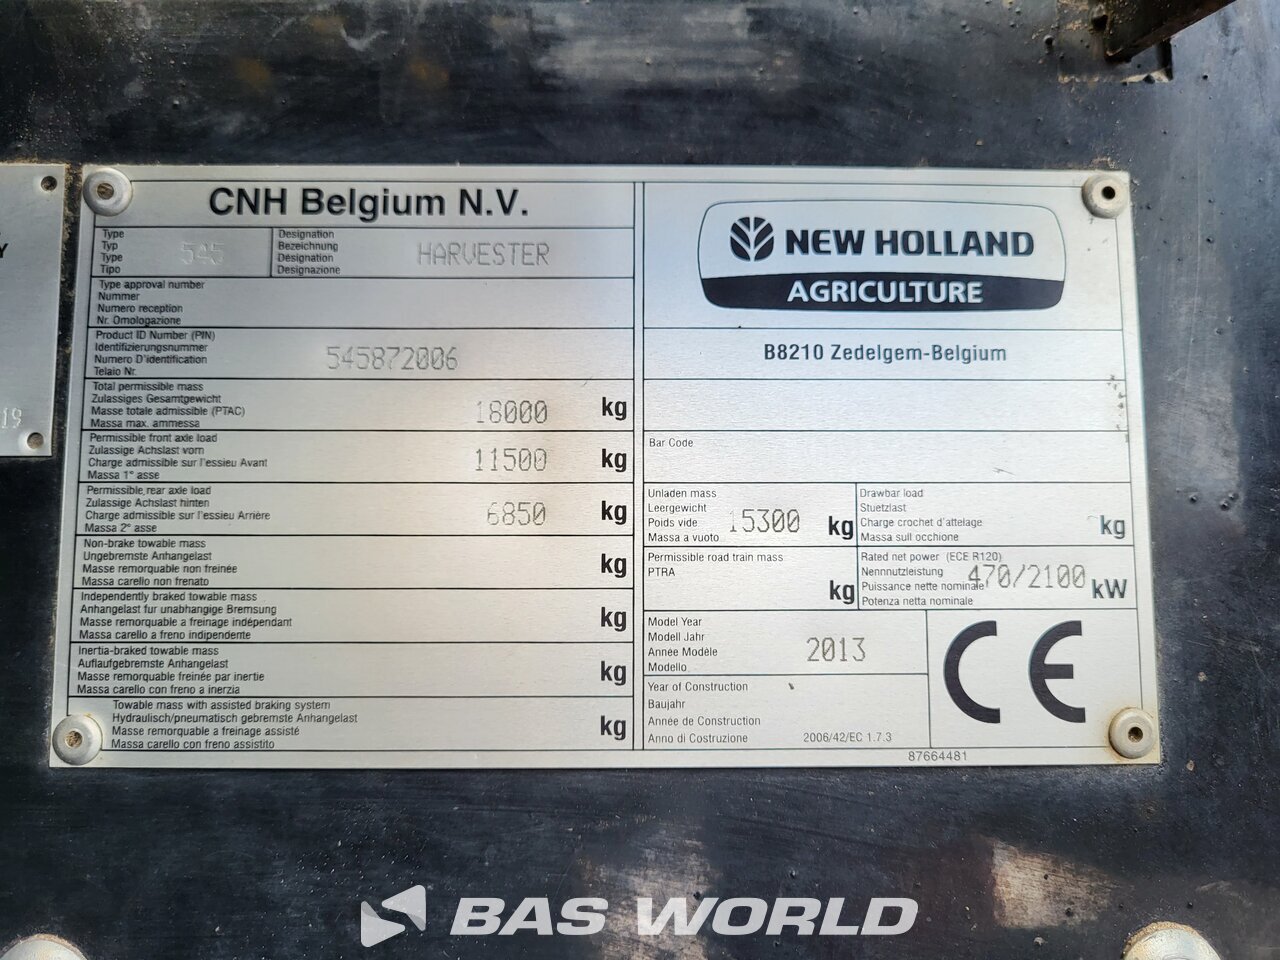 Y
19
CNH Belgium N.V.
Type
Typ
Type
Tipo
545
Designation
Bezeichnung
Désignation
Designazione
HARVESTER
Type approval number
Nummer
Numero reception
Nr. Omologazione
Product ID Number (PIN)
Identifizierungsnummer
Numero D'identification
Telaio Nr.
545872006
Total permissible mass
Zulassiges Gesamtgewicht
Masse totale admissible (PTAC)
Massa max. ammessa
18000 kg
Permissible front axle load
Zulassige Achslast vorn
Charge admissible sur l'essieu Avant
Massa 1° asse
11500 kg
Permissible rear axle load
Zulassige Achslast hinten
Charge admissible sur l'essieu Arrière
Massa 2° asse
6850 kg
Non-brake towable mass
Ungebremste Anhangelast
Masse remorquable non freinée
Massa carello non frenato
kg
Independently braked towable mass
Anhangelast fur unabhangige Bremsung
Masse remorquable a freinage indépendant
Massa carello a freno indipendente
kg
Inertia-braked towable mass
Auflaufgebremste Anhangelast
Masse remorquable freinée par inertie
Massa carello con freno a inerzia
kg
Towable mass with assisted braking system
Hydraulisch/pneumatisch gebremste Anhangelast
Masse remorquable a freinage assisté
Massa carello con freno assistito
kg
NEW HOLLAND
AGRICULTURE
B8210 Zedelgem-Belgium
Bar Code
Unladen mass
Leergewicht
Poids vide
Massa a vuoto
15300 kg
Drawbar load
Stuetzlast
Charge crochet d'attelage
Massa sull occhione
kg
Permissible road train mass
PTRA
kg
Rated net power (ECE R120)
Nennnutzleistung
Puissance nette nominale
Potenza netta nominale
470/2100 kW
Model Year
Modell Jahr
Année Modèle
Modello
2013
Year of Construction
Baujahr
Année de Construction
Anno di Costruzione
2006/42/EC 1.7.3
CE
87664481
BAS WORLD